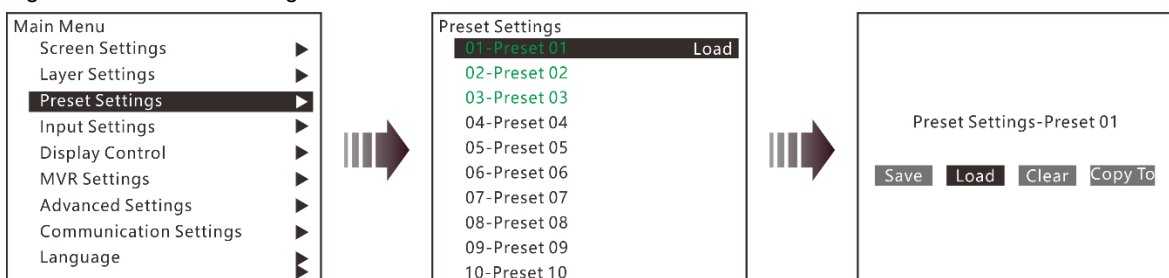 Main Menu
Screen Settings
Layer Settings
Preset Settings
Input Settings
Display Control
MVR Settings
Advanced Settings
Communication Settings
Language
Preset Settings
01-Preset 01 Load
02-Preset 02
03-Preset 03
04-Preset 04
05-Preset 05
06-Preset 06
07-Preset 07
08-Preset 08
09-Preset 09
10-Preset 10
Preset Settings-Preset 01
Save Load Clear Copy To